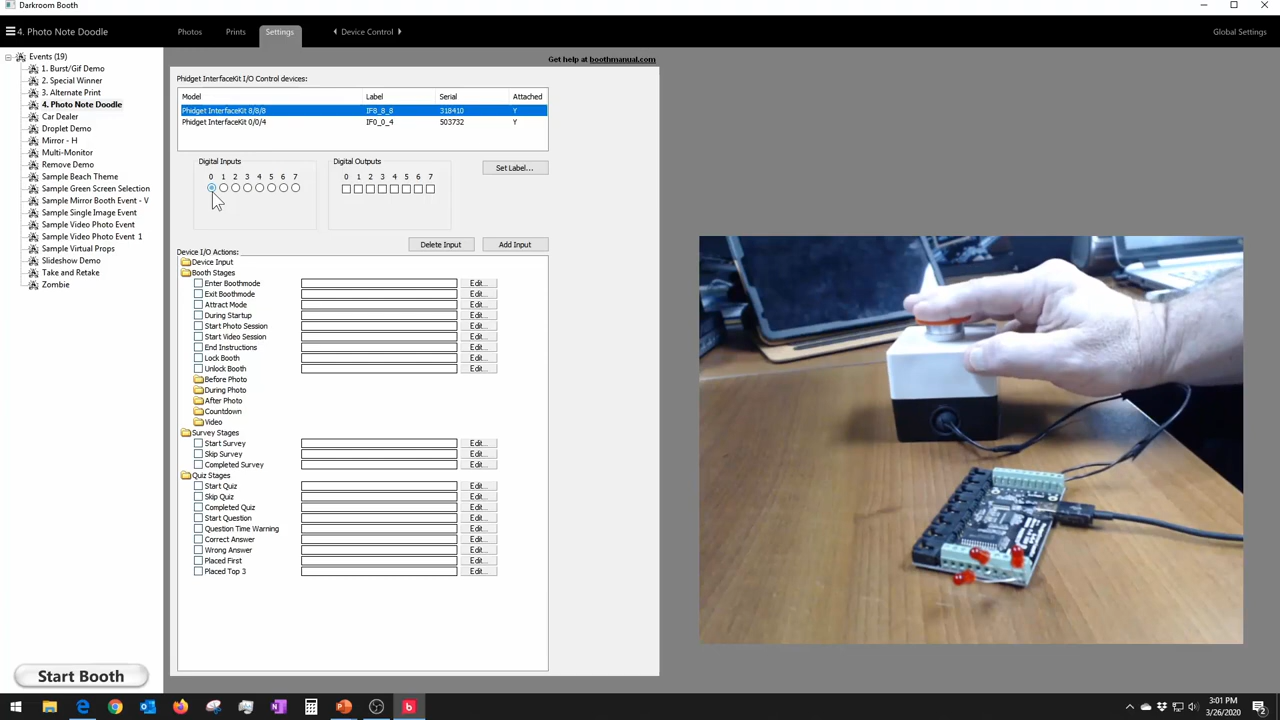 Darkroom Booth
4. Photo Note Doodle
Photos
Prints
Settings
Device Control
Global Settings
Events (19)
1. Burst/Gif Demo
2. Special Winner
3. Alternate Print
4. Photo Note Doodle
Car Dealer
Droplet Demo
Mirror - H
Multi-Monitor
Remove Demo
Sample Beach Theme
Sample Green Screen Selection
Sample Mirror Booth Event - V
Sample Single Image Event
Sample Video Photo Event
Sample Video Photo Event 1
Sample Virtual Props
Slideshow Demo
Take and Retake
Zombie
Start Booth
Get help at boothmanual.com
Phidget InterfaceKit I/O Control devices:
Model Label Serial Attached
Phidget InterfaceKit 8/8/8 IF8_8_8 318410 Y
Phidget InterfaceKit 0/0/4 IF0_0_4 503732 Y
Digital Inputs
0 1 2 3 4 5 6 7
Digital Outputs
0 1 2 3 4 5 6 7
Set Label...
Delete Input
Add Input
Device I/O Actions:
Device Input
Booth Stages
Enter Boothmode Edit...
Exit Boothmode Edit...
Attract Mode Edit...
During Startup Edit...
Start Photo Session Edit...
Start Video Session Edit...
End Instructions Edit...
Lock Booth Edit...
Unlock Booth Edit...
Before Photo
During Photo
After Photo
Countdown
Video
Survey Stages
Start Survey Edit...
Skip Survey Edit...
Completed Survey Edit...
Quiz Stages
Start Quiz Edit...
Skip Quiz Edit...
Completed Quiz Edit...
Start Question Edit...
Question Time Warning Edit...
Correct Answer Edit...
Wrong Answer Edit...
Placed First Edit...
Placed Top 3 Edit...
3:01 PM
3/26/2020
2